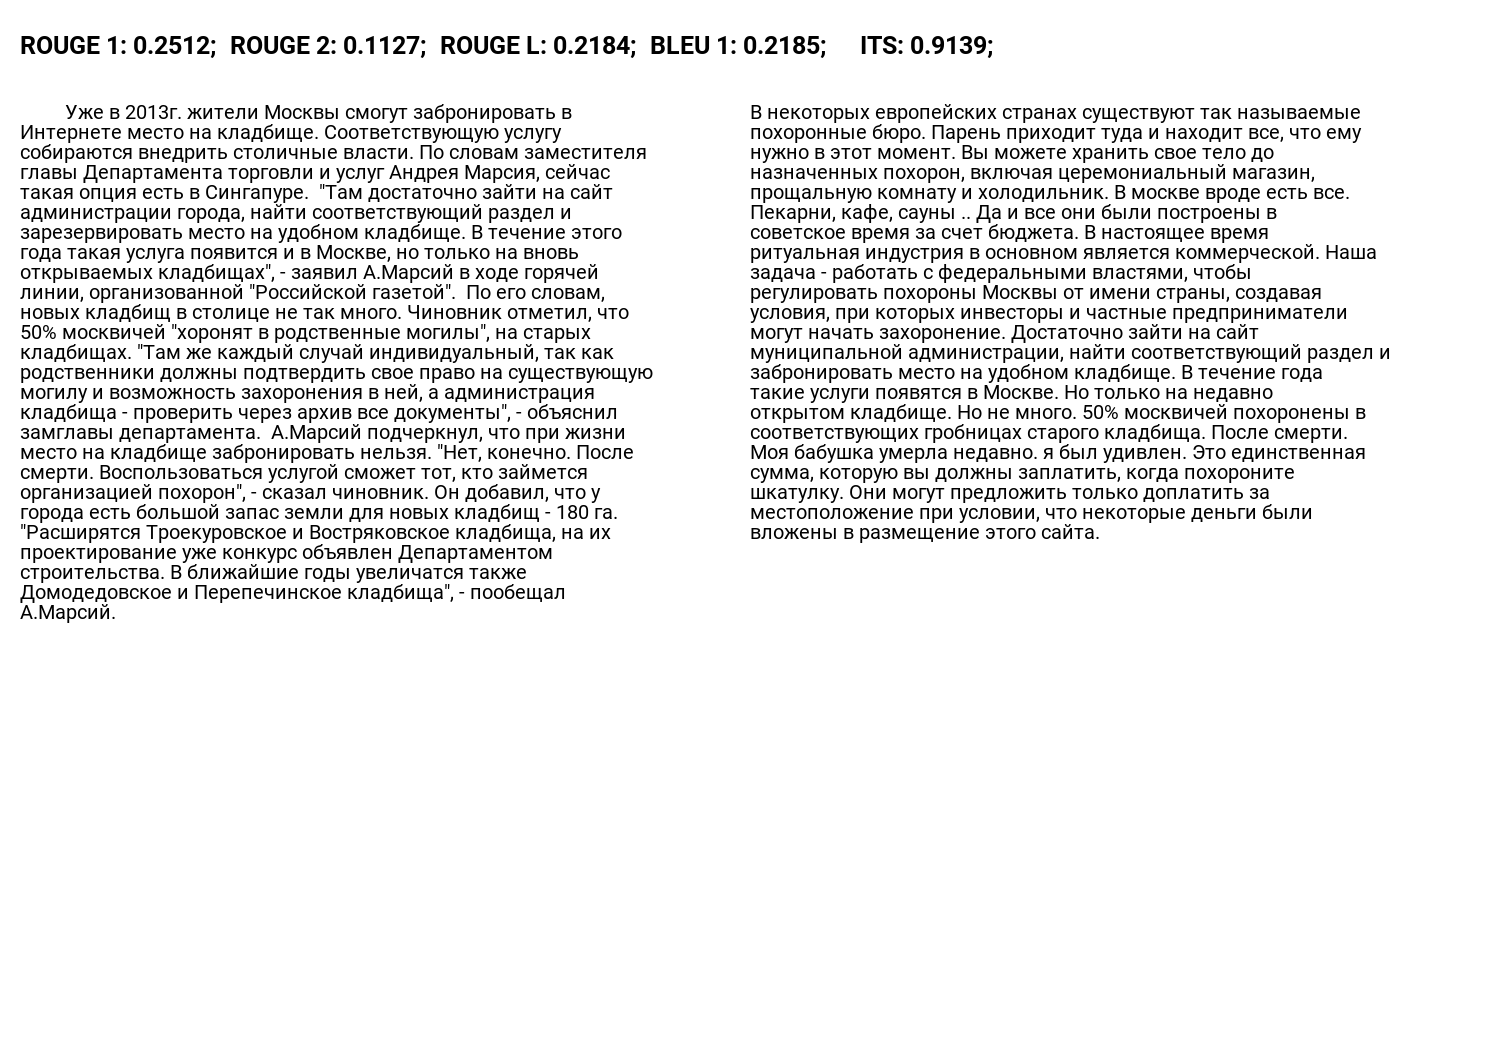 ROUGE 1: 0.2512;  ROUGE 2: 0.1127;  ROUGE L: 0.2184;  BLEU 1: 0.2185;  ITS: 0.9139;
Уже в 2013г. жители Москвы смогут забронировать в
Интернете место на кладбище. Соответствующую услугу
собираются внедрить столичные власти. По словам заместителя
главы Департамента торговли и услуг Андрея Марсия, сейчас
такая опция есть в Сингапуре.  "Там достаточно зайти на сайт
администрации города, найти соответствующий раздел и
зарезервировать место на удобном кладбище. В течение этого
года такая услуга появится и в Москве, но только на вновь
открываемых кладбищах", - заявил А.Марсий в ходе горячей
линии, организованной "Российской газетой".  По его словам,
новых кладбищ в столице не так много. Чиновник отметил, что
50% москвичей "хоронят в родственные могилы", на старых
кладбищах. "Там же каждый случай индивидуальный, так как
родственники должны подтвердить свое право на существующую
могилу и возможность захоронения в ней, а администрация
кладбища - проверить через архив все документы", - объяснил
замглавы департамента.  А.Марсий подчеркнул, что при жизни
место на кладбище забронировать нельзя. "Нет, конечно. После
смерти. Воспользоваться услугой сможет тот, кто займется
организацией похорон", - сказал чиновник. Он добавил, что у
города есть большой запас земли для новых кладбищ - 180 га.
"Расширятся Троекуровское и Востряковское кладбища, на их
проектирование уже конкурс объявлен Департаментом
строительства. В ближайшие годы увеличатся также
Домодедовское и Перепечинское кладбища", - пообещал
А.Марсий.
В некоторых европейских странах существуют так называемые
похоронные бюро. Парень приходит туда и находит все, что ему
нужно в этот момент. Вы можете хранить свое тело до
назначенных похорон, включая церемониальный магазин,
прощальную комнату и холодильник. В москве вроде есть все.
Пекарни, кафе, сауны .. Да и все они были построены в
советское время за счет бюджета. В настоящее время
ритуальная индустрия в основном является коммерческой. Наша
задача - работать с федеральными властями, чтобы
регулировать похороны Москвы от имени страны, создавая
условия, при которых инвесторы и частные предприниматели
могут начать захоронение. Достаточно зайти на сайт
муниципальной администрации, найти соответствующий раздел и
забронировать место на удобном кладбище. В течение года
такие услуги появятся в Москве. Но только на недавно
открытом кладбище. Но не много. 50% москвичей похоронены в
соответствующих гробницах старого кладбища. После смерти.
Моя бабушка умерла недавно. я был удивлен. Это единственная
сумма, которую вы должны заплатить, когда похороните
шкатулку. Они могут предложить только доплатить за
местоположение при условии, что некоторые деньги были
вложены в размещение этого сайта.